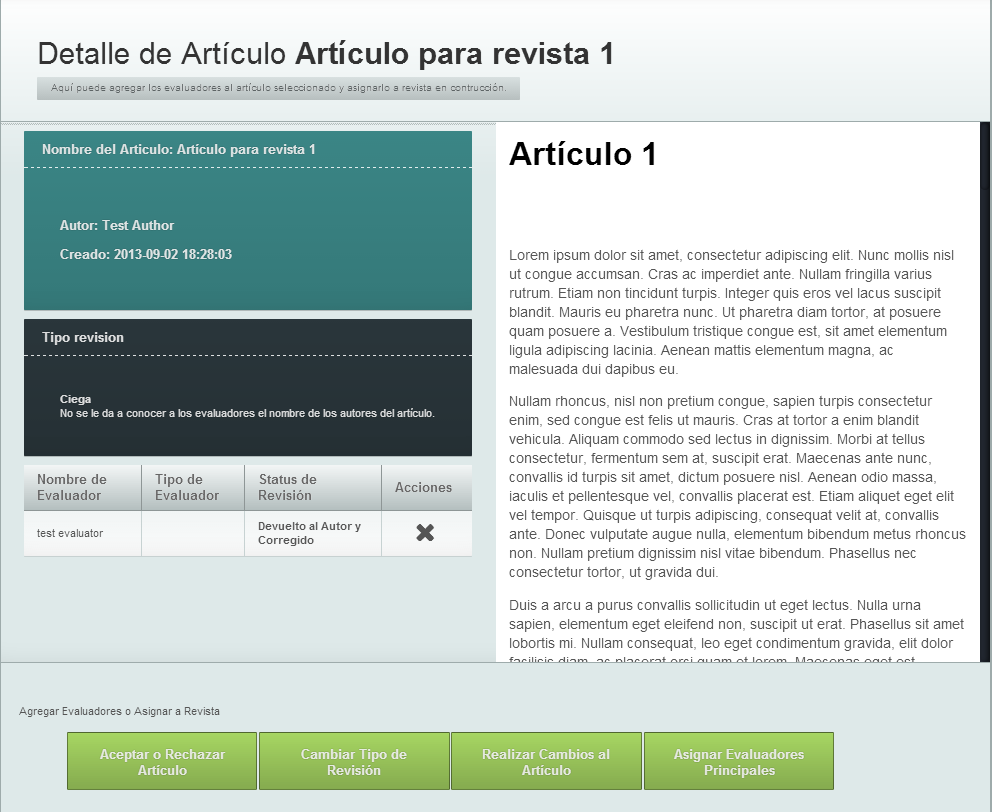 Detalle de Artículo Artículo para revista 1
Aquí puede agregar los evaluadores al artículo seleccionado y asignarlo a revista en contrucción.
Nombre del Articulo: Artículo para revista 1
Autor: Test Author
Creado: 2013-09-02 18:28:03
Tipo revision
Ciega
No se le da a conocer a los evaluadores el nombre de los autores del artículo.
Nombre de
Evaluador
Tipo de
Evaluador
Status de
Revisión
Acciones
test evaluator
Devuelto al Autor y
Corregido
Artículo 1
Lorem ipsum dolor sit amet, consectetur adipiscing elit. Nunc mollis nisl
ut congue accumsan. Cras ac imperdiet ante. Nullam fringilla varius
rutrum. Etiam non tincidunt turpis. Integer quis eros vel lacus suscipit
blandit. Mauris eu pharetra nunc. Ut pharetra diam tortor, at posuere
quam posuere a. Vestibulum tristique congue est, sit amet elementum
ligula adipiscing lacinia. Aenean mattis elementum magna, ac
malesuada dui dapibus eu.
Nullam rhoncus, nisl non pretium congue, sapien turpis consectetur
enim, sed congue est felis ut mauris. Cras at tortor a enim blandit
vehicula. Aliquam commodo sed lectus in dignissim. Morbi at tellus
consectetur, fermentum sem at, suscipit erat. Maecenas ante nunc,
convallis id turpis sit amet, dictum posuere nisl. Aenean odio massa,
iaculis et pellentesque vel, convallis placerat est. Etiam aliquet eget elit
vel tempor. Quisque ut turpis adipiscing, consequat velit at, convallis
ante. Donec vulputate augue nulla, elementum bibendum metus rhoncus
non. Nullam pretium dignissim nisl vitae bibendum. Phasellus nec
consectetur tortor, ut gravida dui.
Duis a arcu a purus convallis sollicitudin ut eget lectus. Nulla urna
sapien, elementum eget eleifend non, suscipit ut erat. Phasellus sit amet
lobortis mi. Nullam consequat, leo eget condimentum gravida, elit dolor
facilisis diam, ac placerat orci quam et lorem. Maecenas eget est
Agregar Evaluadores o Asignar a Revista
Aceptar o Rechazar
Artículo
Cambiar Tipo de
Revisión
Realizar Cambios al
Artículo
Asignar Evaluadores
Principales